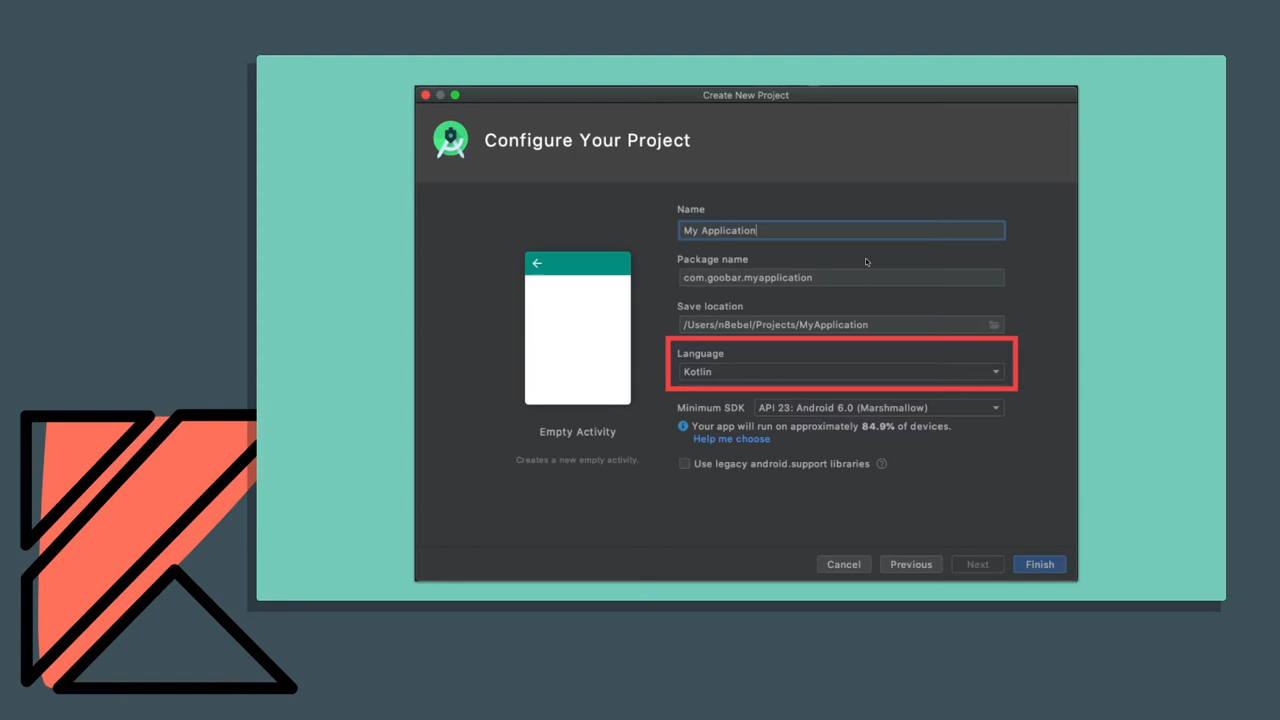 Create New Project
Configure Your Project
Name
My Application
Package name
com.goobar.myapplication
Save location
/Users/n8ebel/Projects/MyApplication
Language
Kotlin
Empty Activity
Creates a new empty activity.
Minimum SDK API 23: Android 6.0 (Marshmallow)
Your app will run on approximately 84.9% of devices.
Help me choose
Use legacy android.support libraries ?
Cancel Previous Next Finish